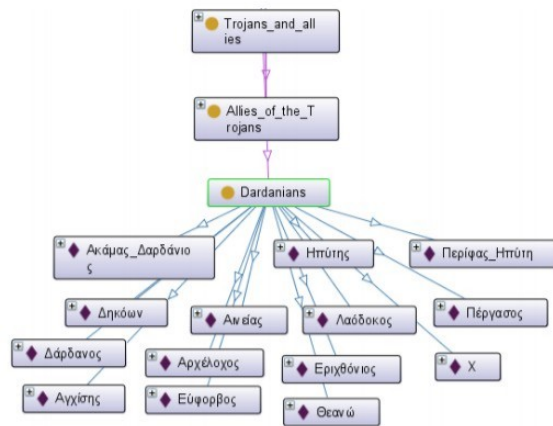 Trojans_and_all
ies
Allies_of_the_T
rojans
Dardanians
Ακάμας_Δαρδάνιο
ς
Ηπύτης
Περίφας_Ηπύτη
Δηκόων
Αινείας
Λαόδοκος
Πέργασος
Δάρδανος
Αρχέλοχος
Εριχθόνιος
X
Αγχίσης
Εύφορβος
Θεανώ